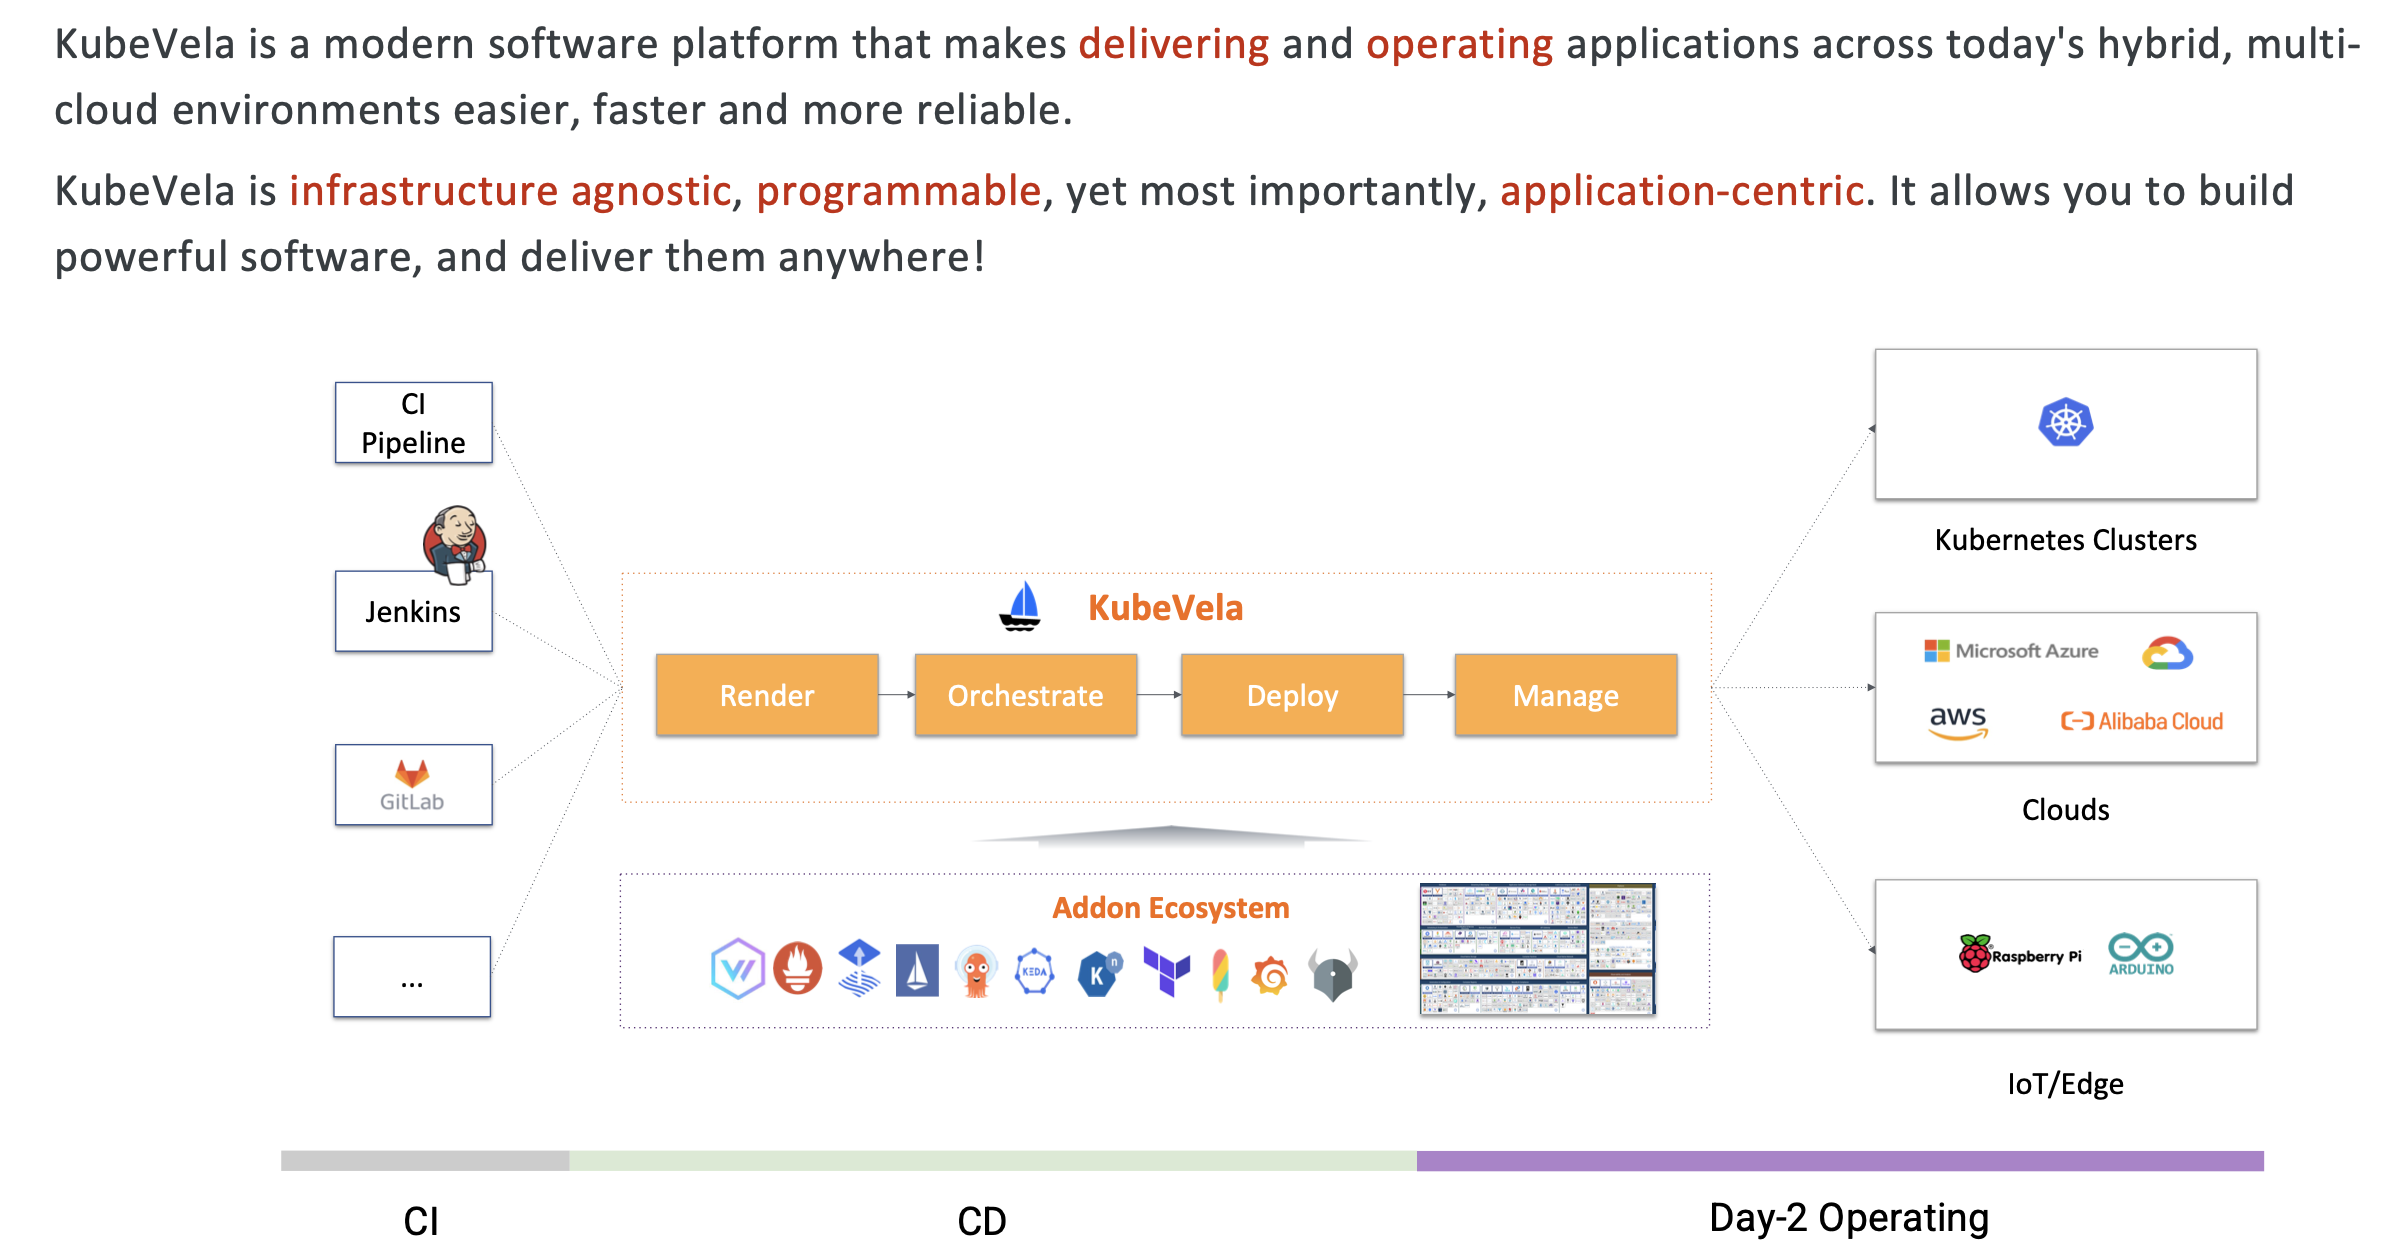 KubeVela is a modern software platform that makes delivering and operating applications across today's hybrid, multi-
cloud environments easier, faster and more reliable.
KubeVela is infrastructure agnostic, programmable, yet most importantly, application-centric. It allows you to build
powerful software, and deliver them anywhere!
CI
Pipeline
Jenkins
GitLab
...
KubeVela
Render
Orchestrate
Deploy
Manage
Addon Ecosystem
KEDA
K
n
Kubernetes Clusters
Microsoft Azure
aws
Alibaba Cloud
Clouds
Raspberry Pi
ARDUINO
IoT/Edge
CI
CD
Day-2 Operating